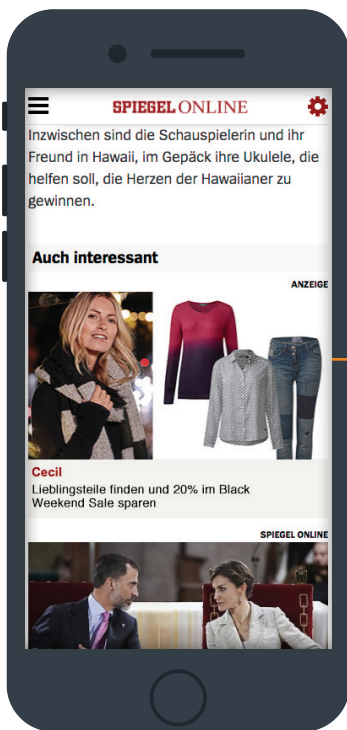 SPIEGEL ONLINE
Inzwischen sind die Schauspielerin und ihr
Freund in Hawaii, im Gepäck ihre Ukulele, die
helfen soll, die Herzen der Hawaiianer zu
gewinnen.
Auch interessant
ANZEIGE
Cecil
Lieblingsteile finden und 20% im Black
Weekend Sale sparen
SPIEGEL ONLINE